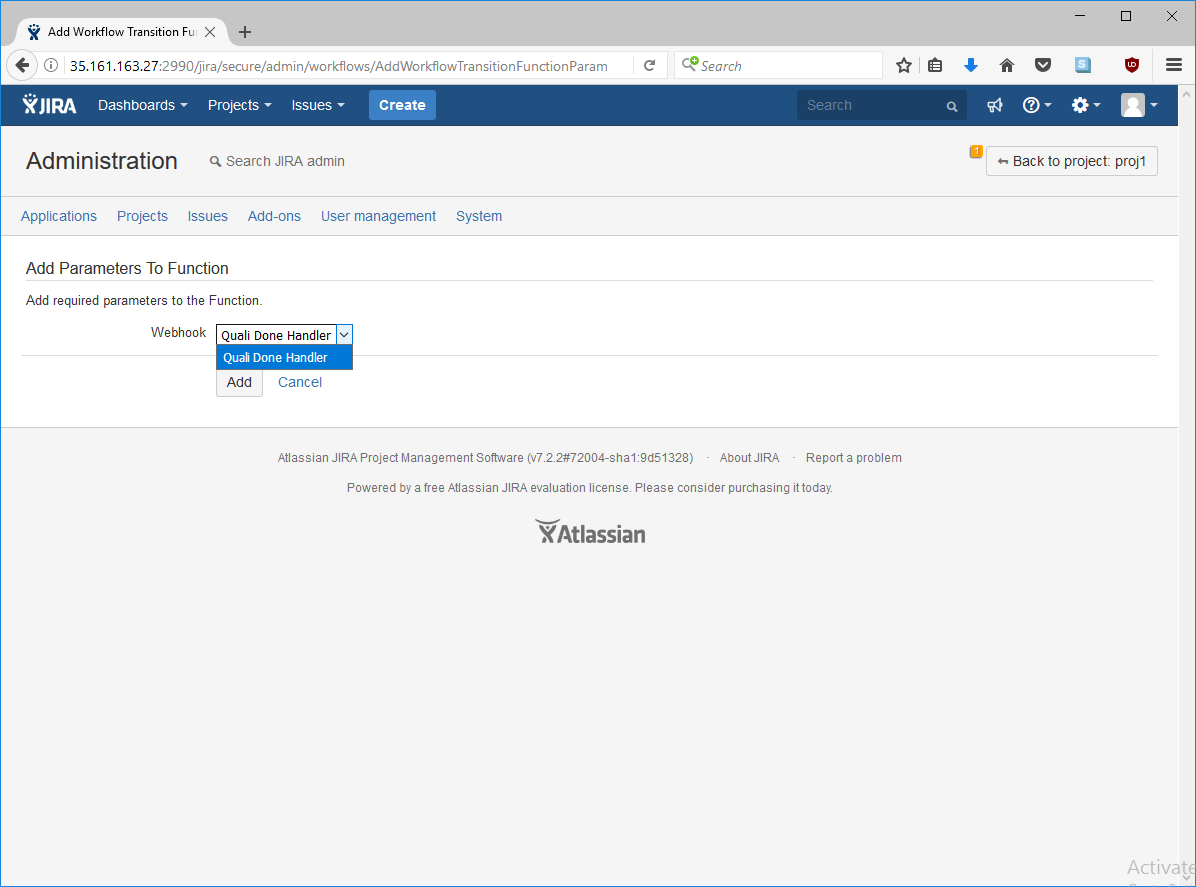 Add Workflow Transition Fu
35.161.163.27:2990/jira/secure/admin/workflows/AddWorkflowTransitionFunctionParam
Search
S
JIRA
Dashboards
Projects
Issues
Create
Search
Administration
Search JIRA admin
1
Back to project: proj1
Applications
Projects
Issues
Add-ons
User management
System
Add Parameters To Function
Add required parameters to the Function.
Webhook
Quali Done Handler
Quali Done Handler
Add
Cancel
Atlassian JIRA Project Management Software (v7.2.2#72004-sha1:9d51328) · About JIRA · Report a problem
Powered by a free Atlassian JIRA evaluation license. Please consider purchasing it today.
Atlassian
Activate